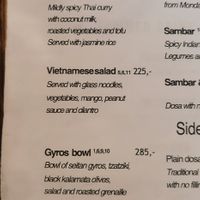 Mildly spicy Thai curry
with coconut milk,
roasted vegetables and tofu
Served with jasmine rice
Vietnamese salad 5,6,11 225,-
Served with glass noodles,
vegetables, mango, peanut
sauce and cilantro
Gyros bowl 1,6,9,10 285,-
Bowl of seitan gyros, tzatziki,
black kalamata olives,
salad and roasted grenaille
from Monda
Sambar
Spicy Indian
Legumes a
Sambar
Dosa with
Side
Plain dosa
Traditional
with no fillin